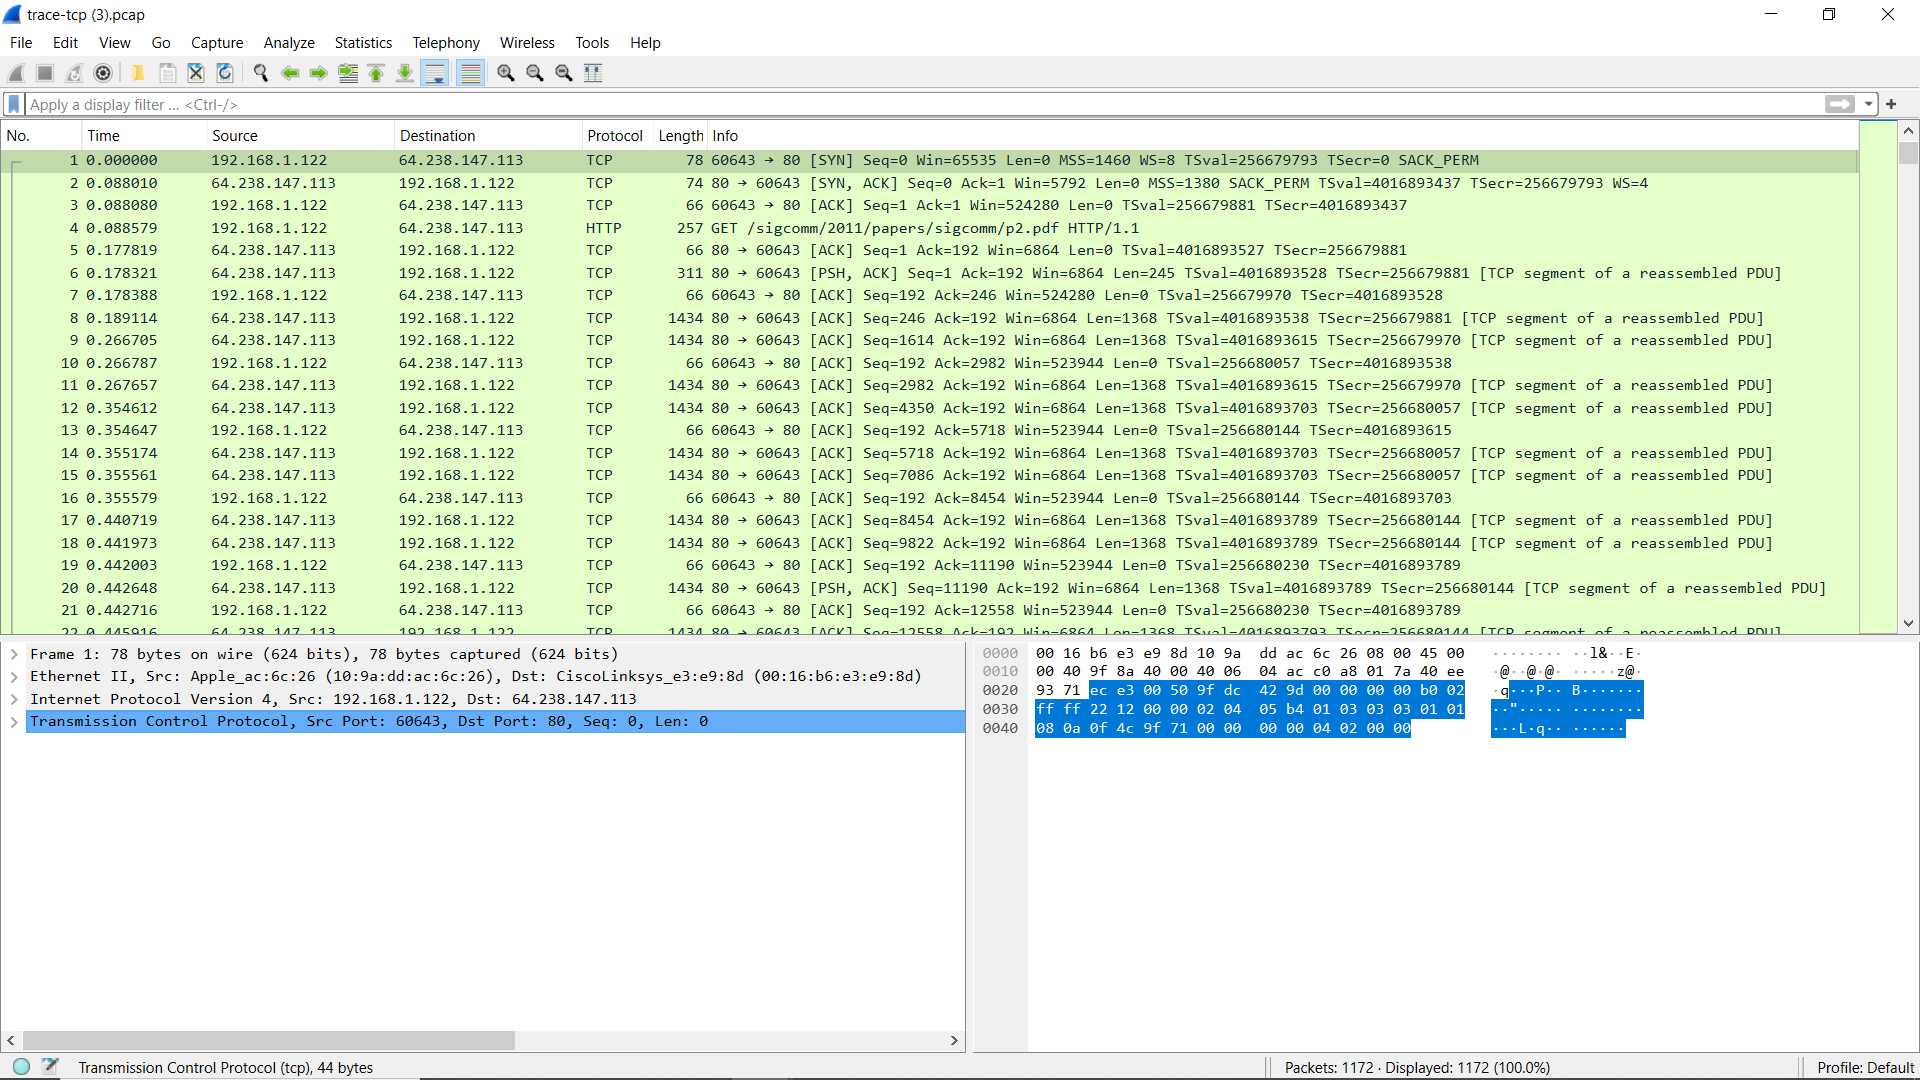 trace-tcp (3).pcap
File Edit View Go Capture Analyze Statistics Telephony Wireless Tools Help
Apply a display filter ... <Ctrl-/>
No. Time Source Destination Protocol Length Info
1 0.000000 192.168.1.122 64.238.147.113 TCP 78 60643 → 80 [SYN] Seq=0 Win=65535 Len=0 MSS=1460 WS=8 TSval=256679793 TSecr=0 SACK_PERM
2 0.088010 64.238.147.113 192.168.1.122 TCP 74 80 → 60643 [SYN, ACK] Seq=0 Ack=1 Win=5792 Len=0 MSS=1380 SACK_PERM TSval=4016893437 TSecr=256679793 WS=4
3 0.088080 192.168.1.122 64.238.147.113 TCP 66 60643 → 80 [ACK] Seq=1 Ack=1 Win=524280 Len=0 TSval=256679881 TSecr=4016893437
4 0.088579 192.168.1.122 64.238.147.113 HTTP 257 GET /sigcomm/2011/papers/sigcomm/p2.pdf HTTP/1.1
5 0.177819 64.238.147.113 192.168.1.122 TCP 66 80 → 60643 [ACK] Seq=1 Ack=192 Win=6864 Len=0 TSval=4016893527 TSecr=256679881
6 0.178321 64.238.147.113 192.168.1.122 TCP 311 80 → 60643 [PSH, ACK] Seq=1 Ack=192 Win=6864 Len=245 TSval=4016893528 TSecr=256679881 [TCP segment of a reassembled PDU]
7 0.178388 192.168.1.122 64.238.147.113 TCP 66 60643 → 80 [ACK] Seq=192 Ack=246 Win=524280 Len=0 TSval=256679970 TSecr=4016893528
8 0.189114 64.238.147.113 192.168.1.122 TCP 1434 80 → 60643 [ACK] Seq=246 Ack=192 Win=6864 Len=1368 TSval=4016893538 TSecr=256679881 [TCP segment of a reassembled PDU]
9 0.266705 64.238.147.113 192.168.1.122 TCP 1434 80 → 60643 [ACK] Seq=1614 Ack=192 Win=6864 Len=1368 TSval=4016893615 TSecr=256679970 [TCP segment of a reassembled PDU]
10 0.266787 192.168.1.122 64.238.147.113 TCP 66 60643 → 80 [ACK] Seq=192 Ack=2982 Win=523944 Len=0 TSval=256680057 TSecr=4016893538
11 0.267657 64.238.147.113 192.168.1.122 TCP 1434 80 → 60643 [ACK] Seq=2982 Ack=192 Win=6864 Len=1368 TSval=4016893615 TSecr=256679970 [TCP segment of a reassembled PDU]
12 0.354612 64.238.147.113 192.168.1.122 TCP 1434 80 → 60643 [ACK] Seq=4350 Ack=192 Win=6864 Len=1368 TSval=4016893703 TSecr=256680057 [TCP segment of a reassembled PDU]
13 0.354647 192.168.1.122 64.238.147.113 TCP 66 60643 → 80 [ACK] Seq=192 Ack=5718 Win=523944 Len=0 TSval=256680144 TSecr=4016893615
14 0.355174 64.238.147.113 192.168.1.122 TCP 1434 80 → 60643 [ACK] Seq=5718 Ack=192 Win=6864 Len=1368 TSval=4016893703 TSecr=256680057 [TCP segment of a reassembled PDU]
15 0.355561 64.238.147.113 192.168.1.122 TCP 1434 80 → 60643 [ACK] Seq=7086 Ack=192 Win=6864 Len=1368 TSval=4016893703 TSecr=256680057 [TCP segment of a reassembled PDU]
16 0.355579 192.168.1.122 64.238.147.113 TCP 66 60643 → 80 [ACK] Seq=192 Ack=8454 Win=523944 Len=0 TSval=256680144 TSecr=4016893703
17 0.440719 64.238.147.113 192.168.1.122 TCP 1434 80 → 60643 [ACK] Seq=8454 Ack=192 Win=6864 Len=1368 TSval=4016893789 TSecr=256680144 [TCP segment of a reassembled PDU]
18 0.441973 64.238.147.113 192.168.1.122 TCP 1434 80 → 60643 [ACK] Seq=9822 Ack=192 Win=6864 Len=1368 TSval=4016893789 TSecr=256680144 [TCP segment of a reassembled PDU]
19 0.442003 192.168.1.122 64.238.147.113 TCP 66 60643 → 80 [ACK] Seq=192 Ack=11190 Win=523944 Len=0 TSval=256680230 TSecr=4016893789
20 0.442648 64.238.147.113 192.168.1.122 TCP 1434 80 → 60643 [PSH, ACK] Seq=11190 Ack=192 Win=6864 Len=1368 TSval=4016893789 TSecr=256680144 [TCP segment of a reassembled PDU]
21 0.442716 192.168.1.122 64.238.147.113 TCP 66 60643 → 80 [ACK] Seq=192 Ack=12558 Win=523944 Len=0 TSval=256680230 TSecr=4016893789
22 0.445916 64.238.147.113 192.168.1.122 TCP 1434 80 → 60643 [ACK] Seq=12558 Ack=192 Win=6864 Len=1368 TSval=4016893793 TSecr=256680144 [TCP segment of a reassembled PDU]
Frame 1: 78 bytes on wire (624 bits), 78 bytes captured (624 bits)
Ethernet II, Src: Apple_ac:6c:26 (10:9a:dd:ac:6c:26), Dst: CiscoLinksys_e3:e9:8d (00:16:b6:e3:e9:8d)
Internet Protocol Version 4, Src: 192.168.1.122, Dst: 64.238.147.113
Transmission Control Protocol, Src Port: 60643, Dst Port: 80, Seq: 0, Len: 0
0000 00 16 b6 e3 e9 8d 10 9a dd ac 6c 26 08 00 45 00 ········ ··l&··E·
0010 00 40 9f 8a 40 00 40 06 04 ac c0 a8 01 7a 40 ee ·@··@·@· ·····z@·
0020 93 71 ec e3 00 50 9f dc 42 9d 00 00 00 00 b0 02 ·q···P·· B·······
0030 ff ff 22 12 00 00 02 04 05 b4 01 03 03 03 01 01 ··"····· ········
0040 08 0a 0f 4c 9f 71 00 00 00 00 04 02 00 00 ···L·q·· ······
Transmission Control Protocol (tcp), 44 bytes
Packets: 1172 · Displayed: 1172 (100.0%)
Profile: Default